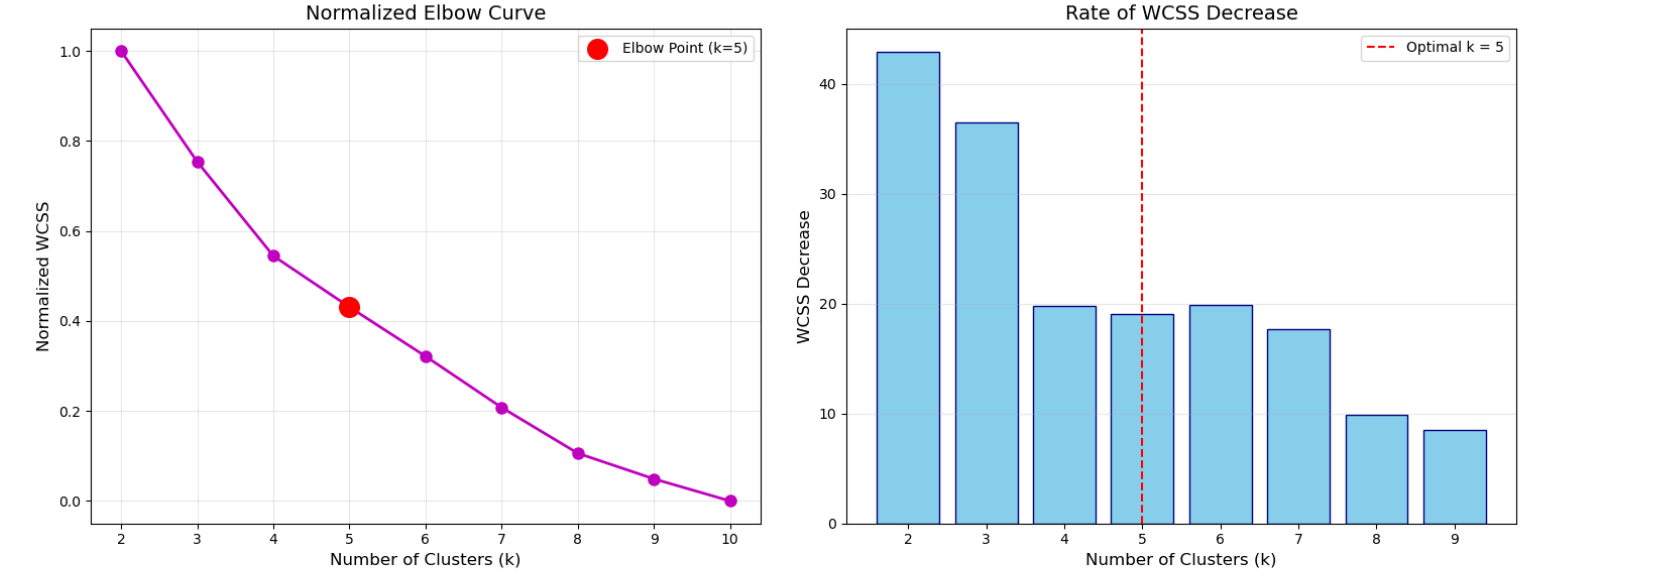 Normalized Elbow Curve
Elbow Point (k=5)
Normalized WCSS
1.0
0.8
0.6
0.4
0.2
0.0
2 3 4 5 6 7 8 9 10
Number of Clusters (k)
Rate of WCSS Decrease
Optimal k = 5
WCSS Decrease
40
30
20
10
0
2 3 4 5 6 7 8 9
Number of Clusters (k)